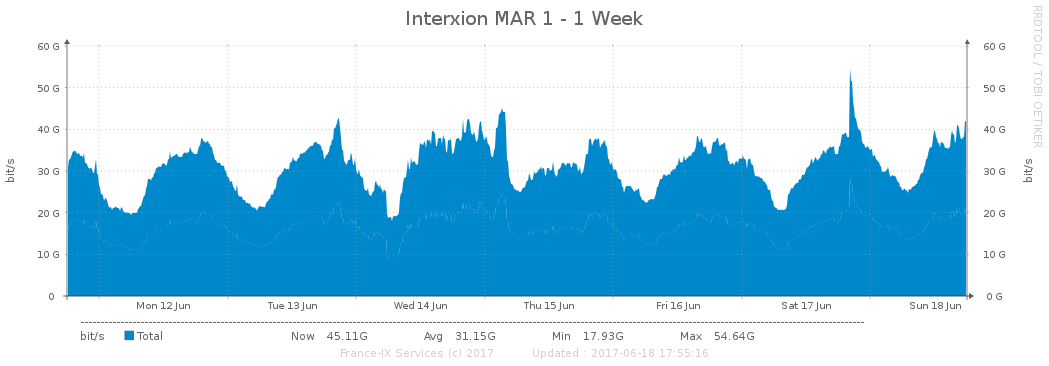 Interxion MAR 1 - 1 Week
RRDTOOL / TOBI OETIKER
60 G 60 G
50 G 50 G
40 G 40 G
30 G 30 G
20 G 20 G
10 G 10 G
0 0 G
bit/s
bit/s
Mon 12 Jun Tue 13 Jun Wed 14 Jun Thu 15 Jun Fri 16 Jun Sat 17 Jun Sun 18 Jun
bit/s Total Now 45.11G Avg 31.15G Min 17.93G Max 54.64G
France-IX Services (c) 2017 Updated : 2017-06-18 17:55:16